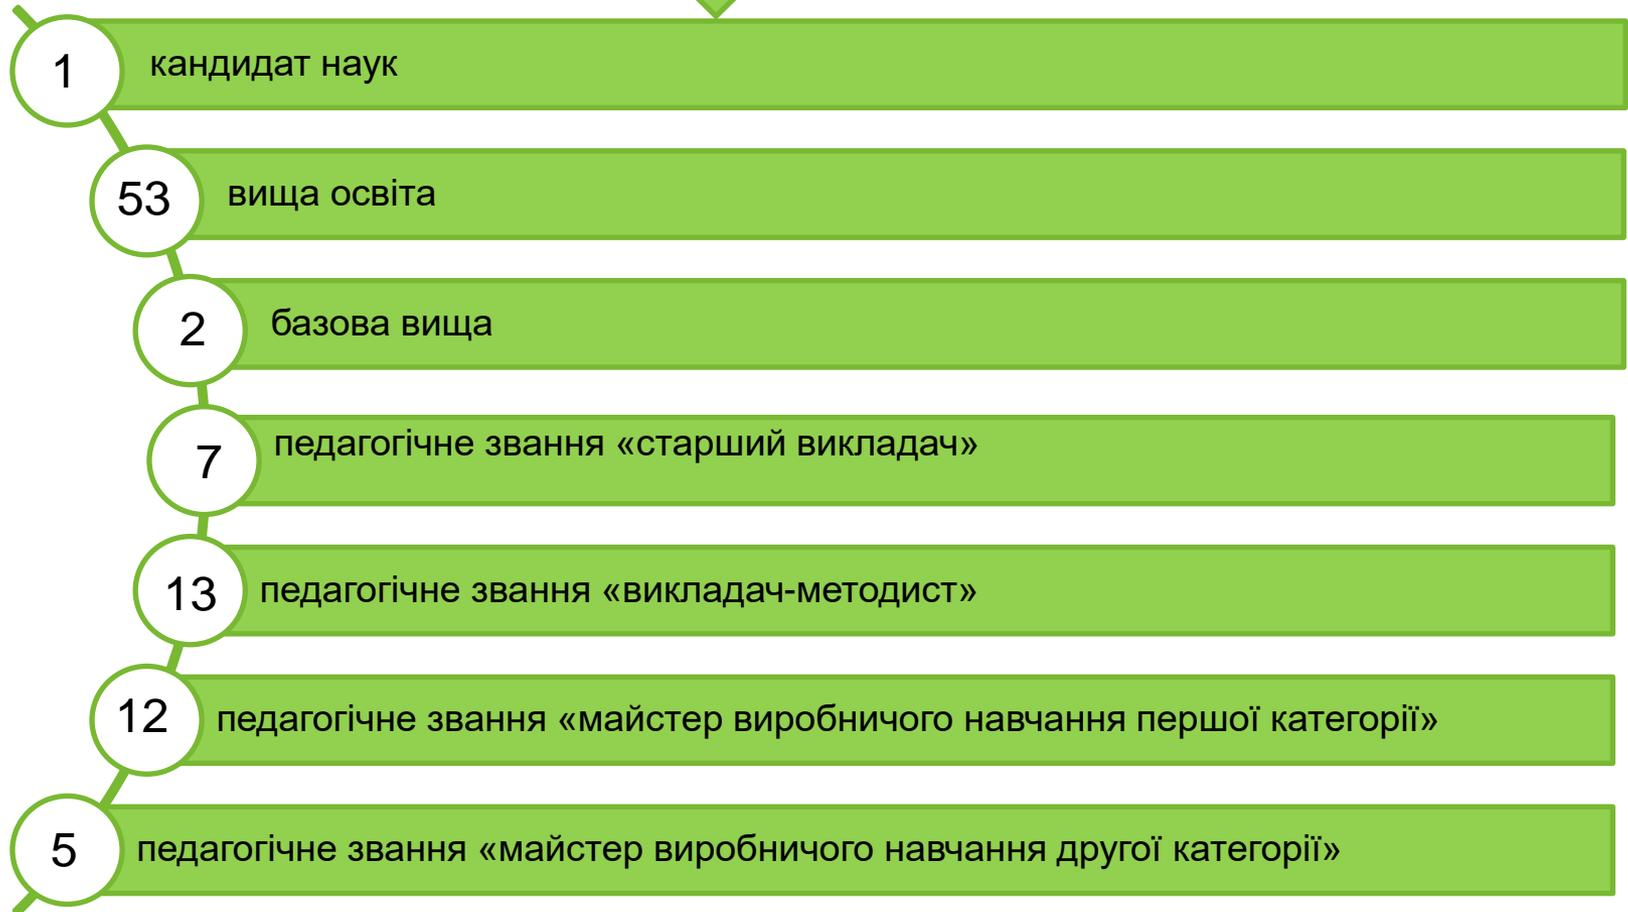 1 кандидат наук
53 вища освіта
2 базова вища
7 педагогічне звання «старший викладач»
13 педагогічне звання «викладач-методист»
12 педагогічне звання «майстер виробничого навчання першої категорії»
5 педагогічне звання «майстер виробничого навчання другої категорії»